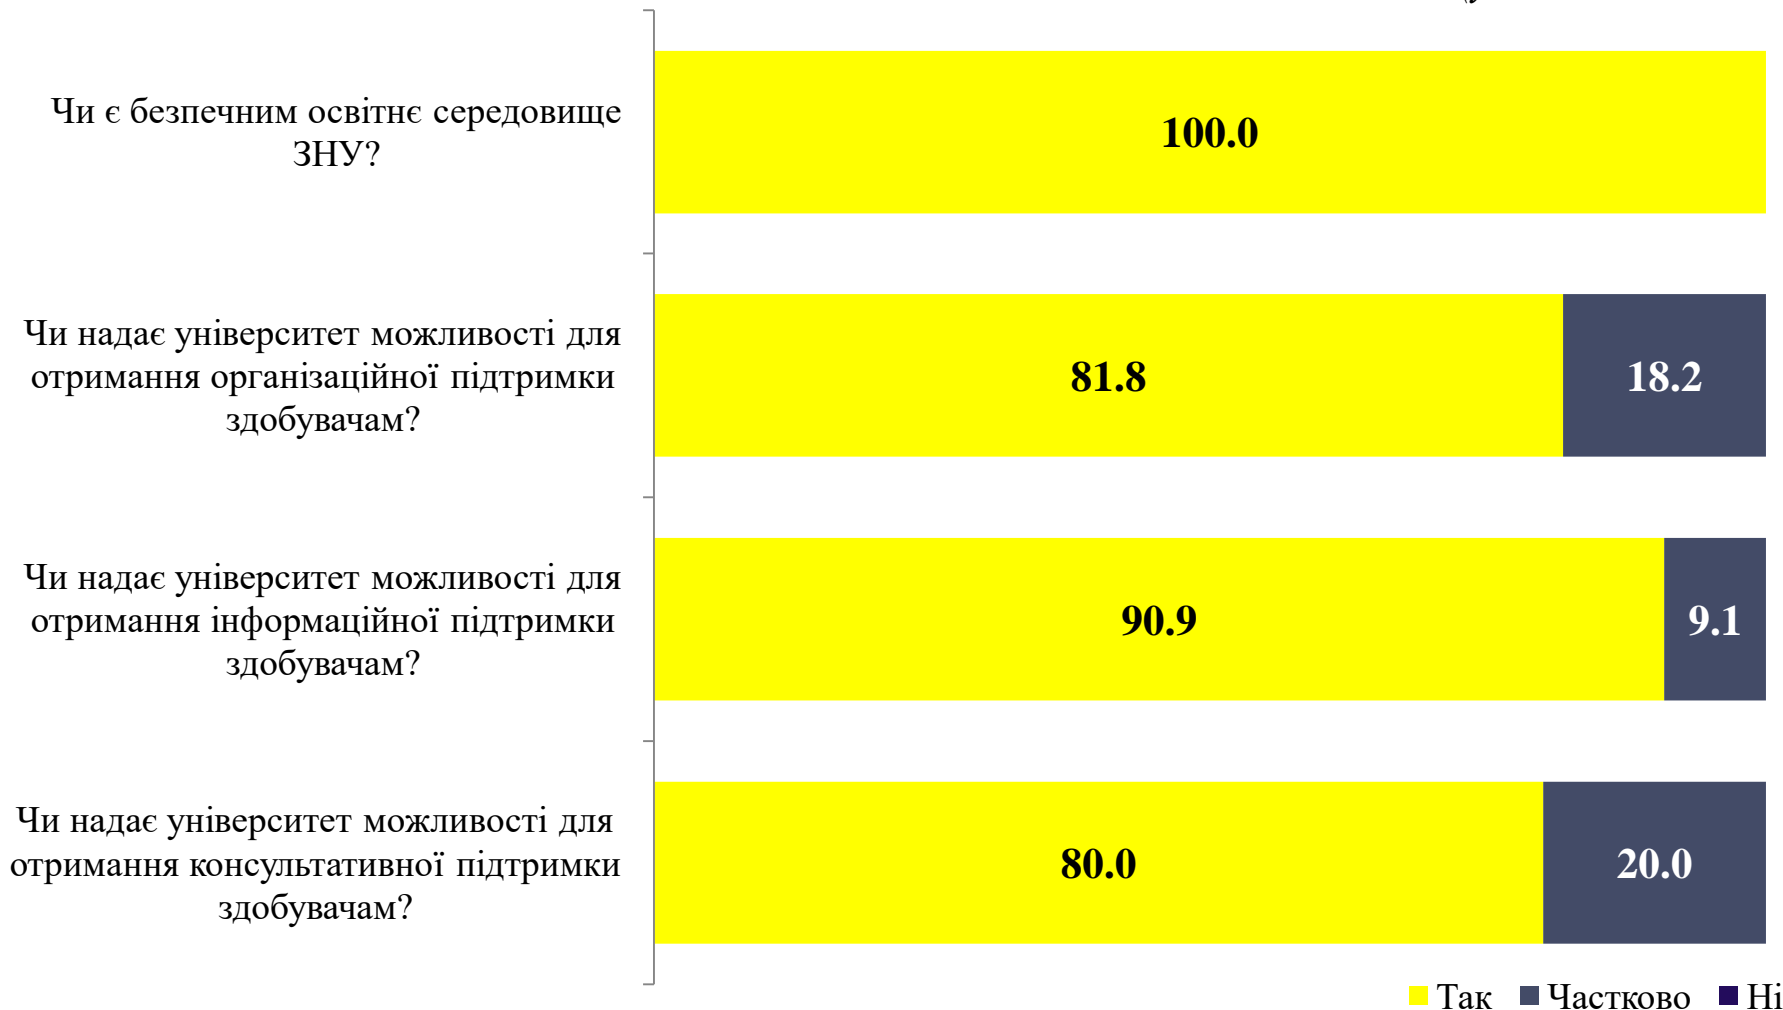 Чи є безпечним освітнє середовище
ЗНУ?
100.0
Чи надає університет можливості для
отримання організаційної підтримки
здобувачам?
81.8
18.2
Чи надає університет можливості для
отримання інформаційної підтримки
здобувачам?
90.9
9.1
Чи надає університет можливості для
отримання консультативної підтримки
здобувачам?
80.0
20.0
Так Частково Ні